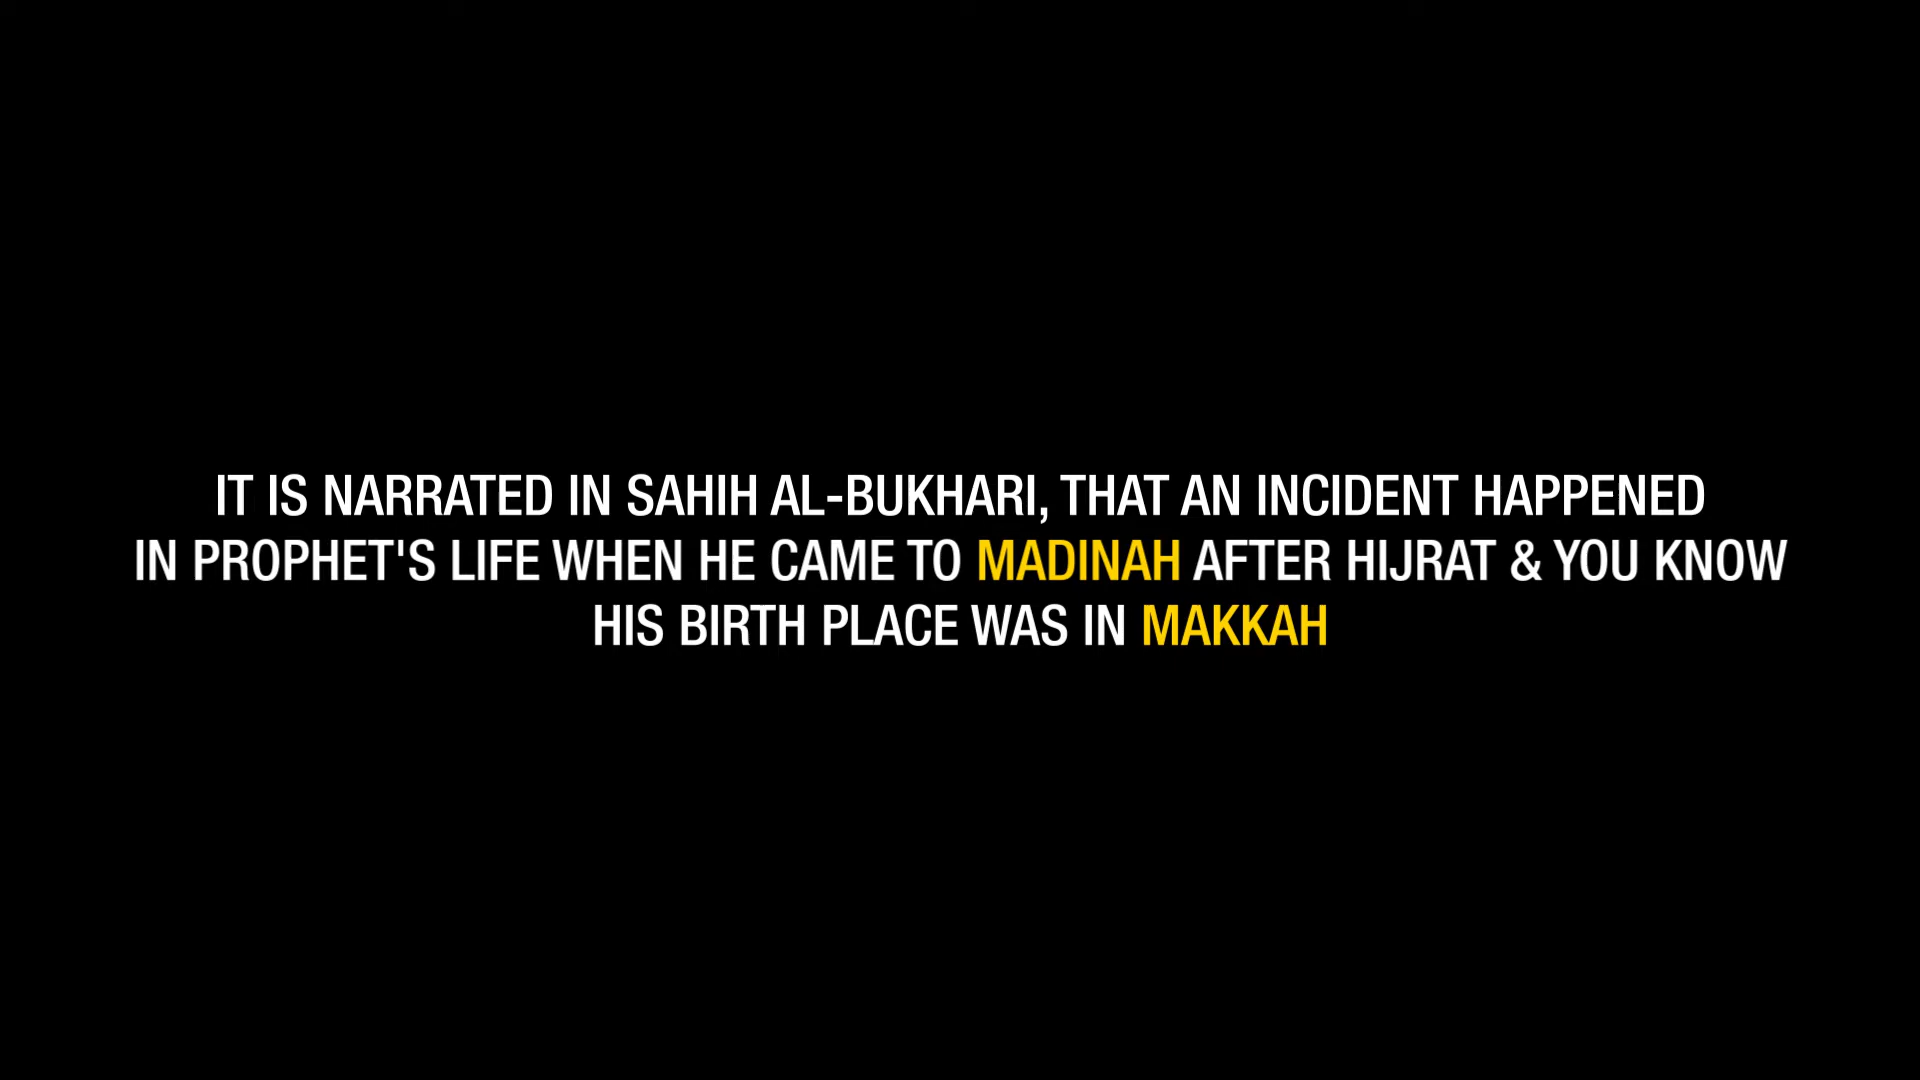 IT IS NARRATED IN SAHIH AL-BUKHARI, THAT AN INCIDENT HAPPENED
IN PROPHET'S LIFE WHEN HE CAME TO MADINAH AFTER HIJRAT & YOU KNOW
HIS BIRTH PLACE WAS IN MAKKAH